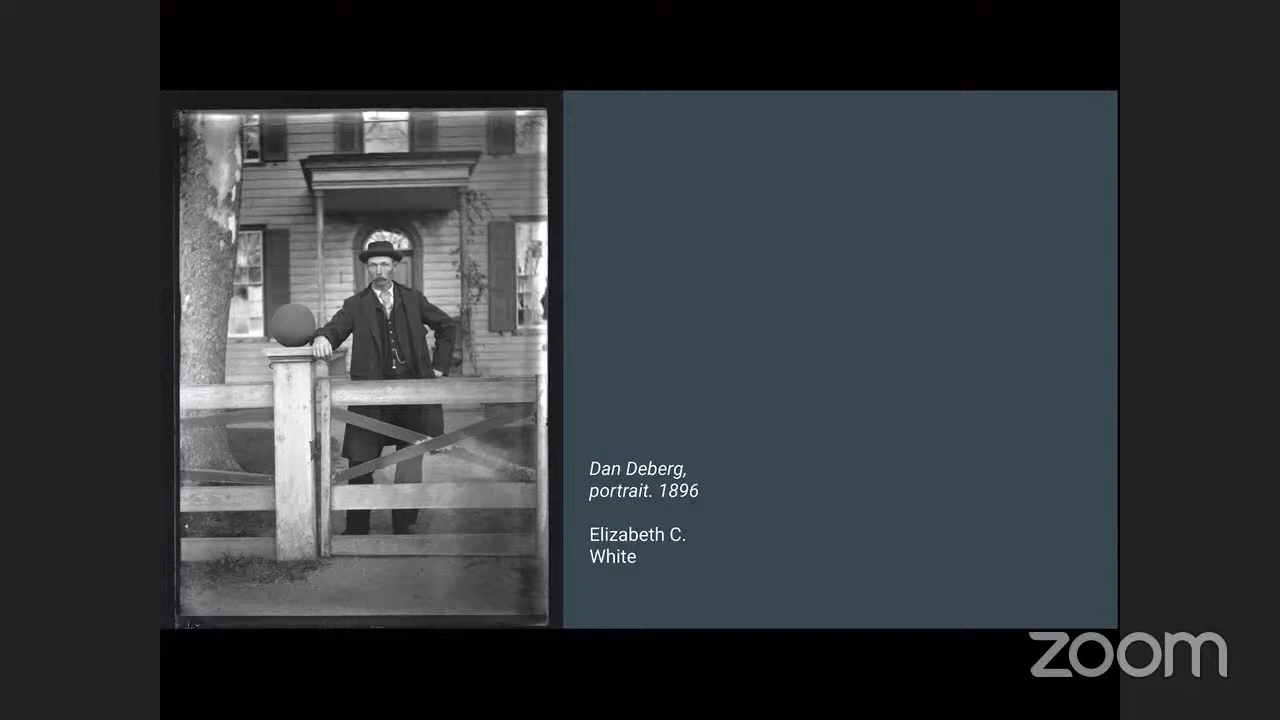 Dan Deberg,
portrait. 1896
Elizabeth C.
White
zoom